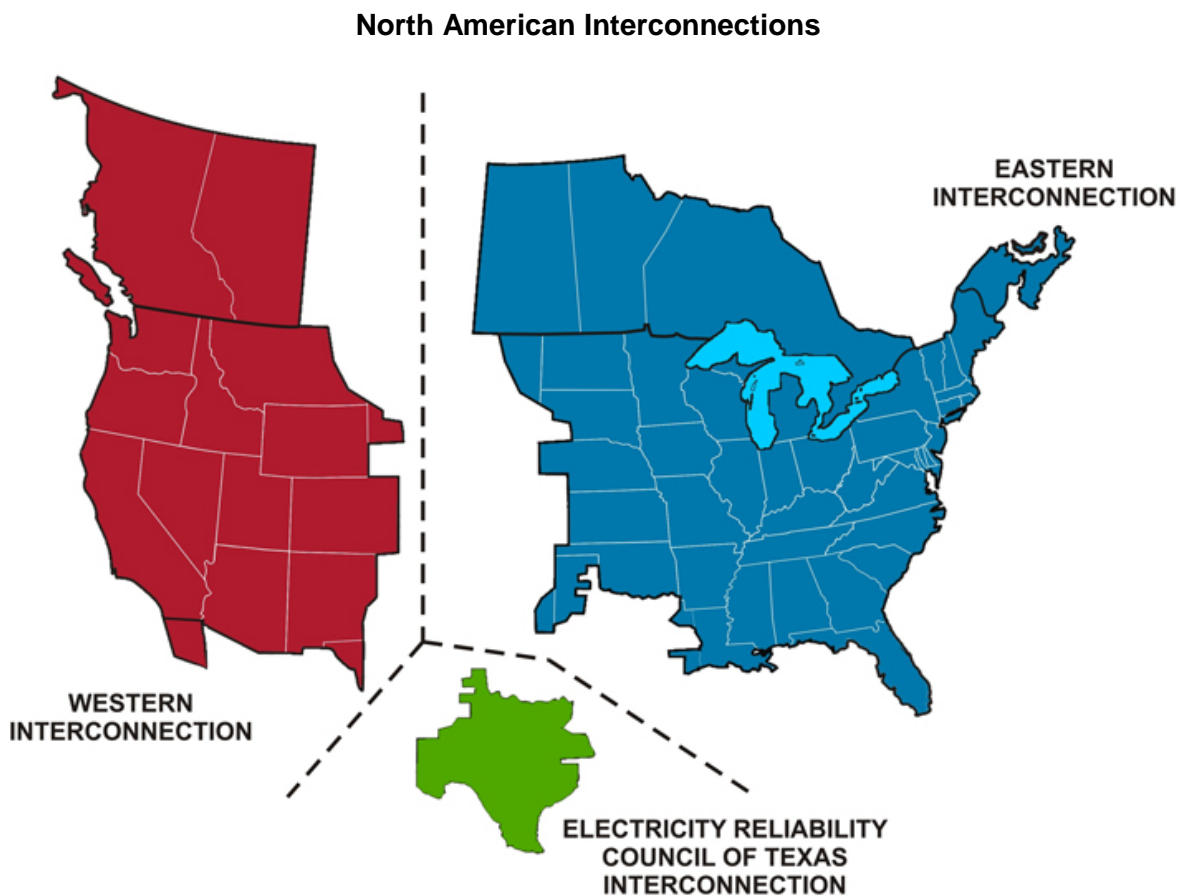 North American Interconnections
EASTERN
INTERCONNECTION
WESTERN
INTERCONNECTION
ELECTRICITY RELIABILITY
COUNCIL OF TEXAS
INTERCONNECTION